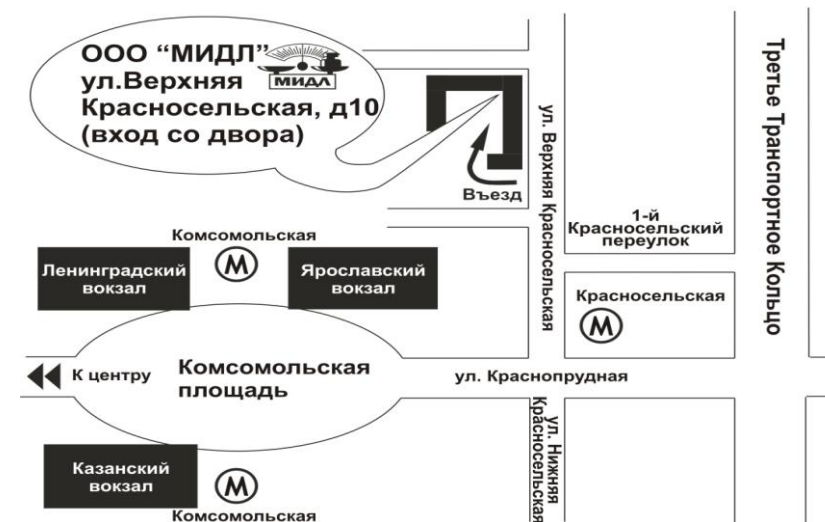 ООО “МИДЛ”
ул.Верхняя
Красносельская, д10
(вход со двора)
МИДЛ
Въезд
ул. Верхняя Красносельская
Третье Транспортное Кольцо
1-й
Красносельский
переулок
Комсомольская
М
Ленинградский
вокзал
Ярославский
вокзал
Красносельская
М
К центру
Комсомольская
площадь
ул. Краснопрудная
ул. Нижняя
Красносельская
Казанский
вокзал
М
Комсомольская